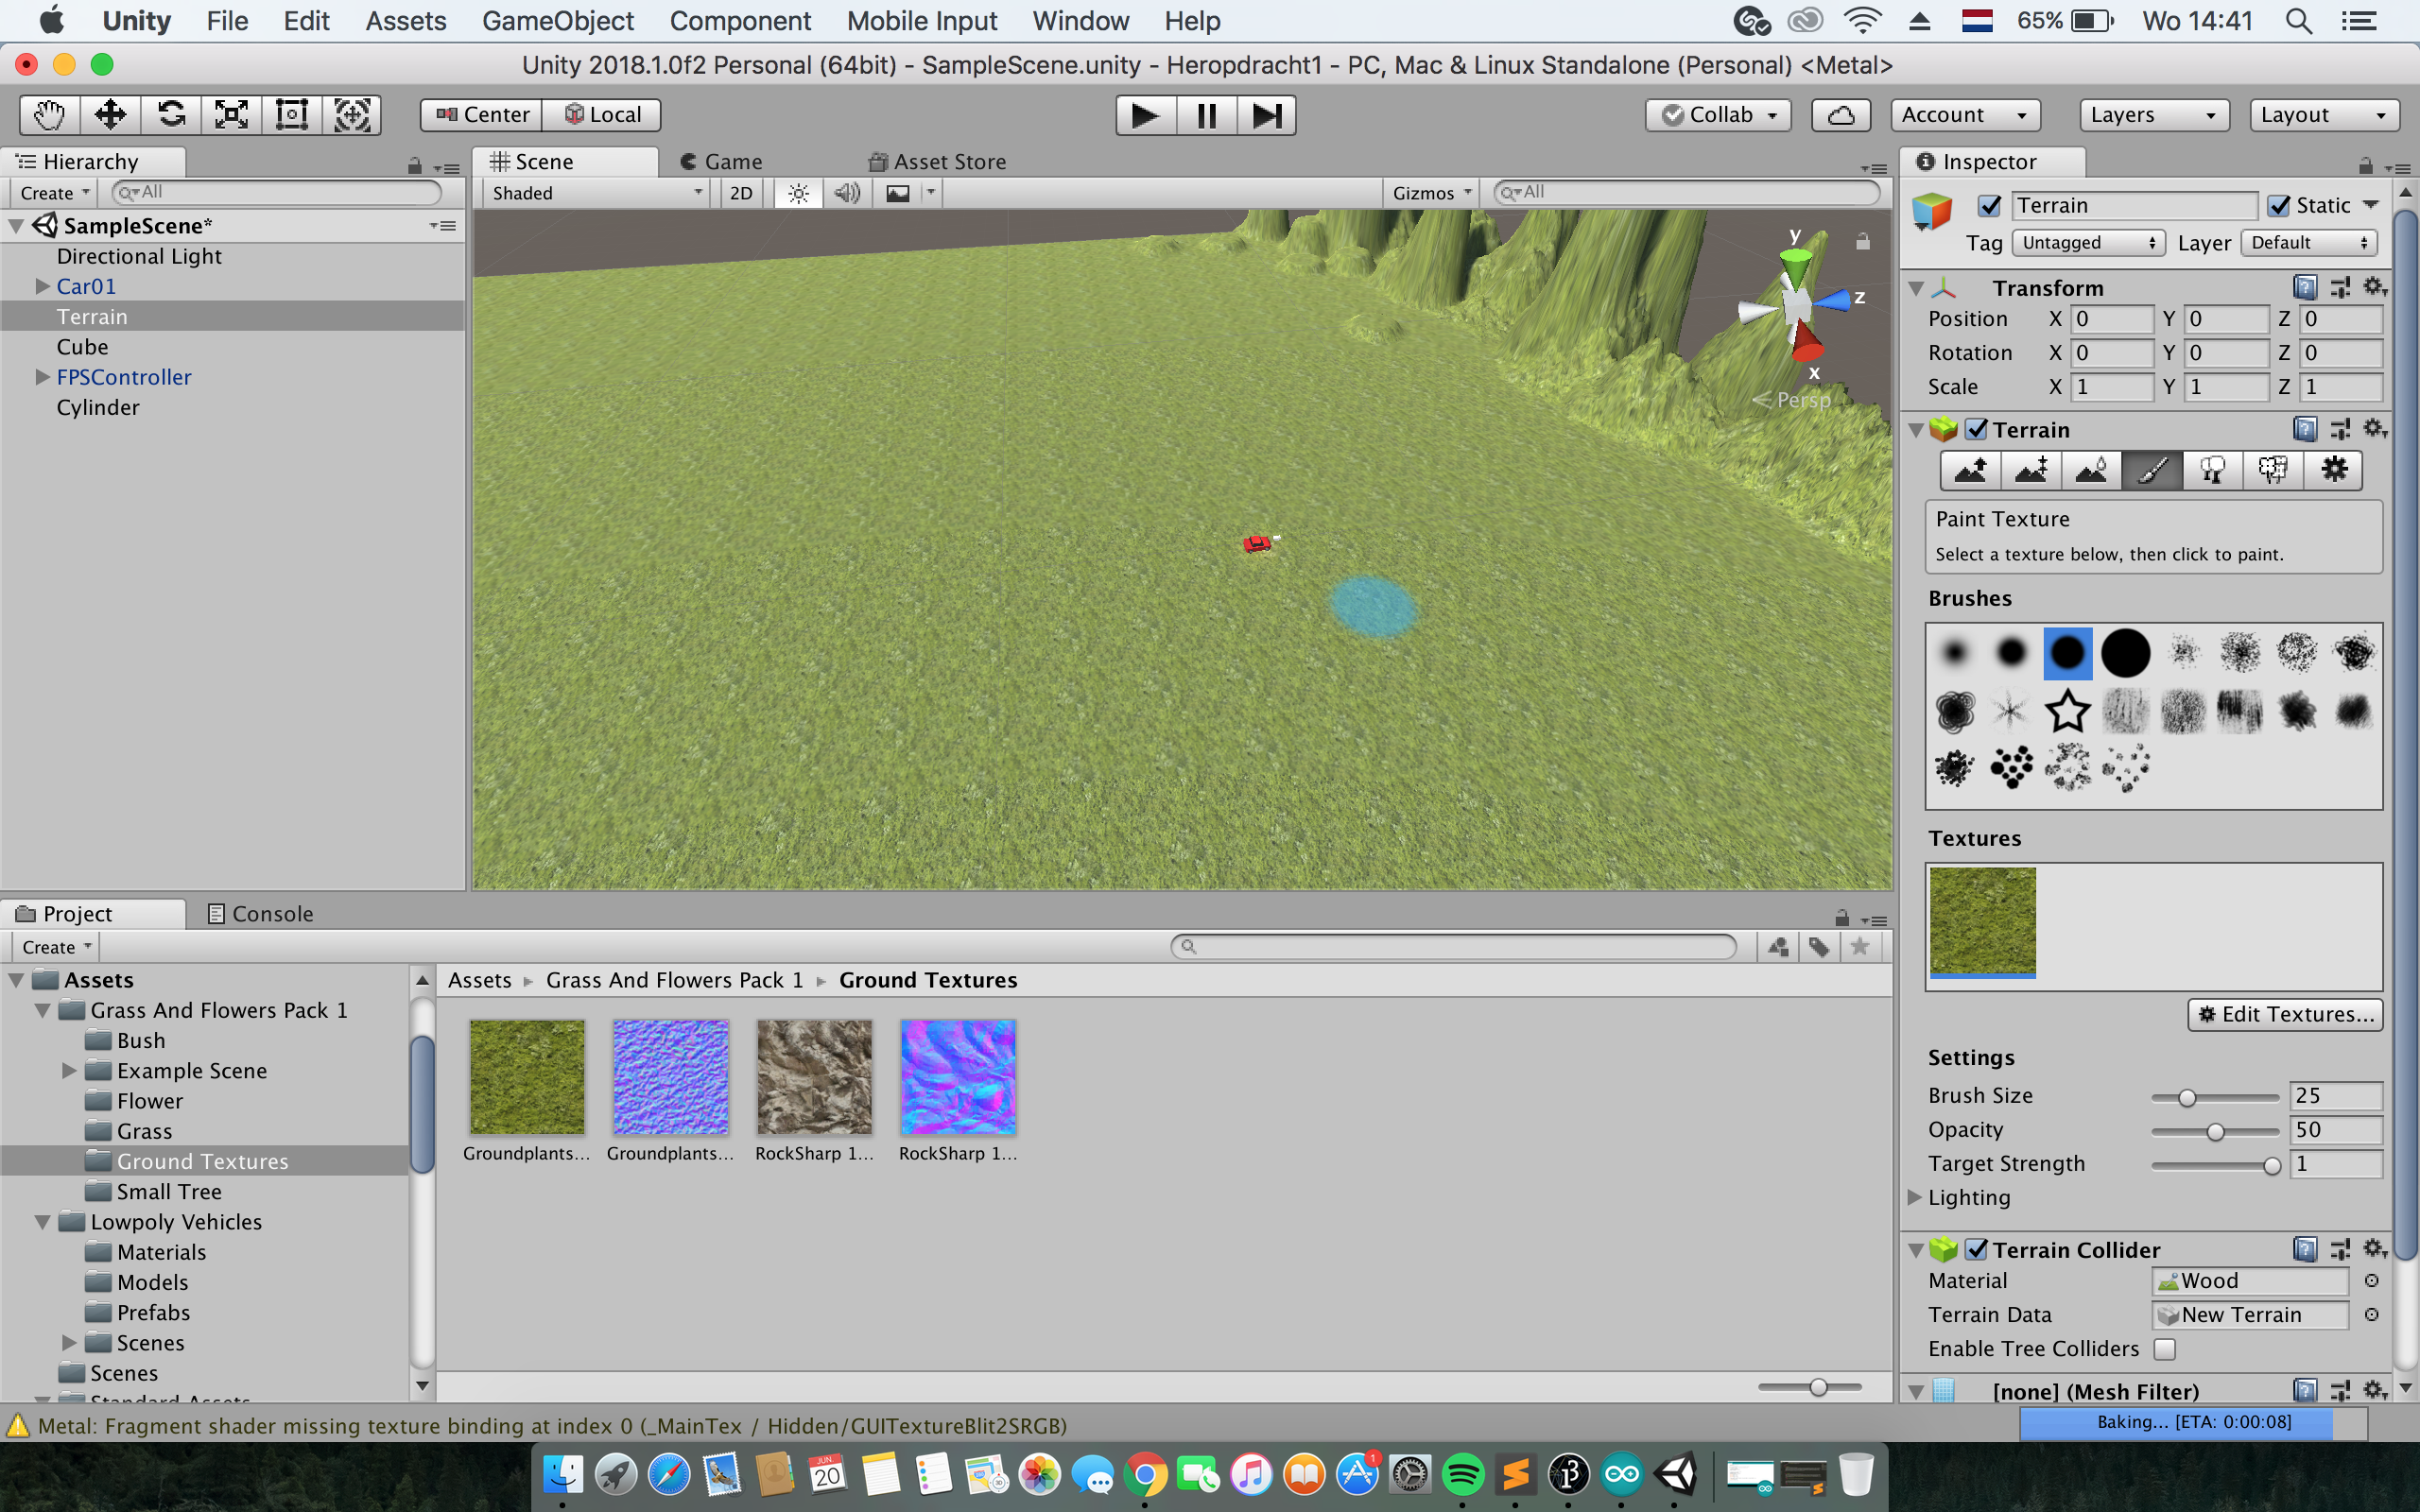 Unity File Edit Assets GameObject Component Mobile Input Window Help 65% Wo 14:41
Unity 2018.1.0f2 Personal (64bit) - SampleScene.unity - Heropdracht1 - PC, Mac & Linux Standalone (Personal) <Metal>
Center Local Collab Account Layers Layout
Hierarchy
Create All
SampleScene*
Directional Light
Car01
Terrain
Cube
FPSController
Cylinder
Scene Game Asset Store
Shaded 2D Gizmos All
y
z
x
Persp
Inspector
Terrain Static
Tag Untagged Layer Default
Transform
Position X 0 Y 0 Z 0
Rotation X 0 Y 0 Z 0
Scale X 1 Y 1 Z 1
Terrain
Paint Texture
Select a texture below, then click to paint.
Brushes
Textures
Edit Textures...
Settings
Brush Size 25
Opacity 50
Target Strength 1
Lighting
Terrain Collider
Material Wood
Terrain Data New Terrain
Enable Tree Colliders
[none] (Mesh Filter)
Project Console
Create
Assets
Grass And Flowers Pack 1
Bush
Example Scene
Flower
Grass
Ground Textures
Small Tree
Lowpoly Vehicles
Materials
Models
Prefabs
Scenes
Scenes
Standard Assets
Assets Grass And Flowers Pack 1 Ground Textures
Groundplants... Groundplants... RockSharp 1... RockSharp 1...
Metal: Fragment shader missing texture binding at index 0 (_MainTex / Hidden/GUITextureBlit2SRGB)
Baking... [ETA: 0:00:08]
JUN.
20
1